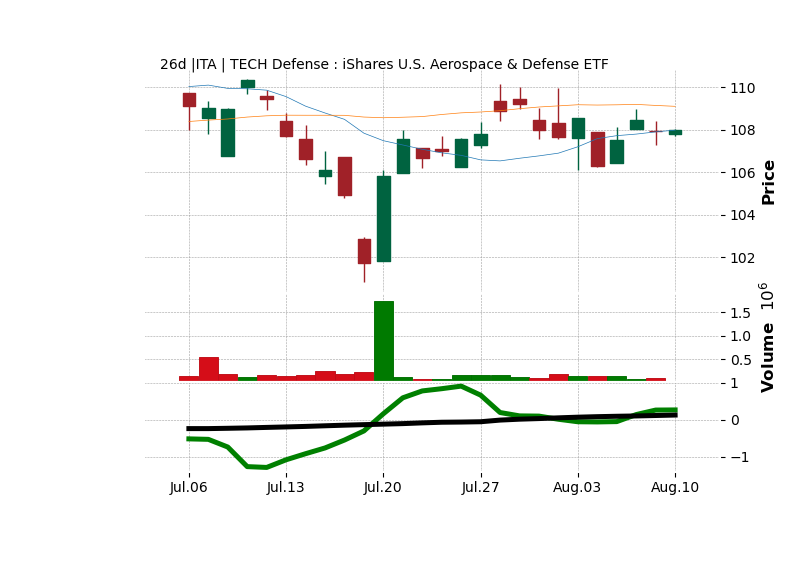 26d |ITA | TECH Defense : iShares U.S. Aerospace & Defense ETF
110
108
106
104
102
Price
1.5
1.0
0.5
Volume 10^6
1
0
−1
Jul.06 Jul.13 Jul.20 Jul.27 Aug.03 Aug.10